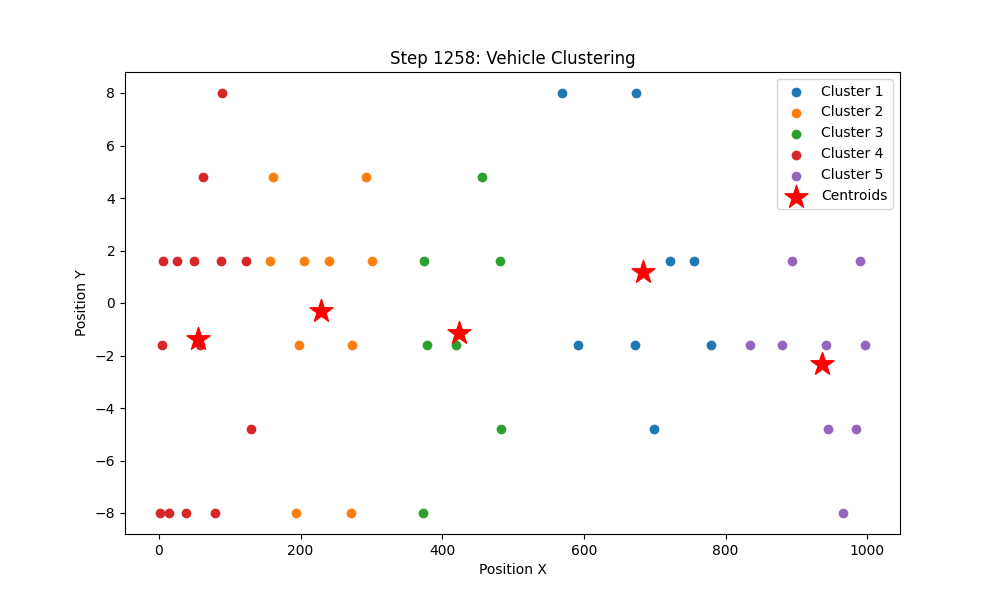 Step 1258: Vehicle Clustering
Cluster 1
Cluster 2
Cluster 3
Cluster 4
Cluster 5
Centroids
Position Y
8
6
4
2
0
−2
−4
−6
−8
0 200 400 600 800 1000
Position X